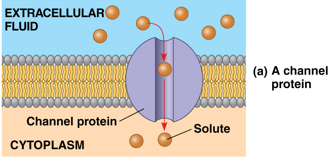 EXTRACELLULAR
FLUID
(a) A channel
protein
Channel protein
Solute
CYTOPLASM